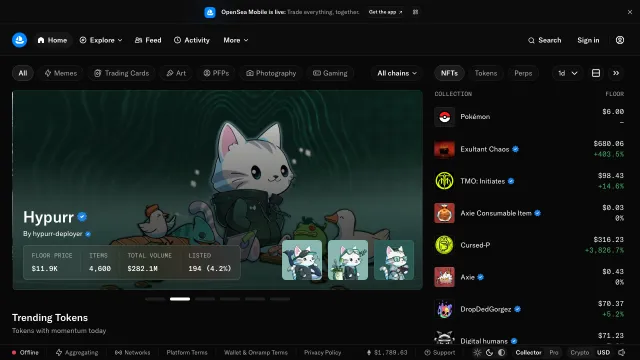 OpenSea Mobile is live: Trade everything, together. Get the app ↗
Home Explore Feed Activity More Search Sign in
All Memes Trading Cards Art PFPs Photography Gaming All chains
NFTs Tokens Perps 1d
COLLECTION FLOOR
Pokémon $6.00
–
Exultant Chaos $680.06
+403.5%
TMO: Initiates $98.43
+14.6%
Axie Consumable Item $0.03
0%
Cursed-P $316.23
+3,826.7%
Axie $0.43
0%
DropDedGorgez $70.37
+5.2%
Digital humans $71.23
Hypurr
By hypurr-deployer
FLOOR PRICE ITEMS TOTAL VOLUME LISTED
$11.9K 4,600 $282.1M 194 (4.2%)
Trending Tokens
Tokens with momentum today
Offline Aggregating Networks Platform Terms Wallet & Onramp Terms Privacy Policy $1,789.63 Support Collector Pro Crypto USD